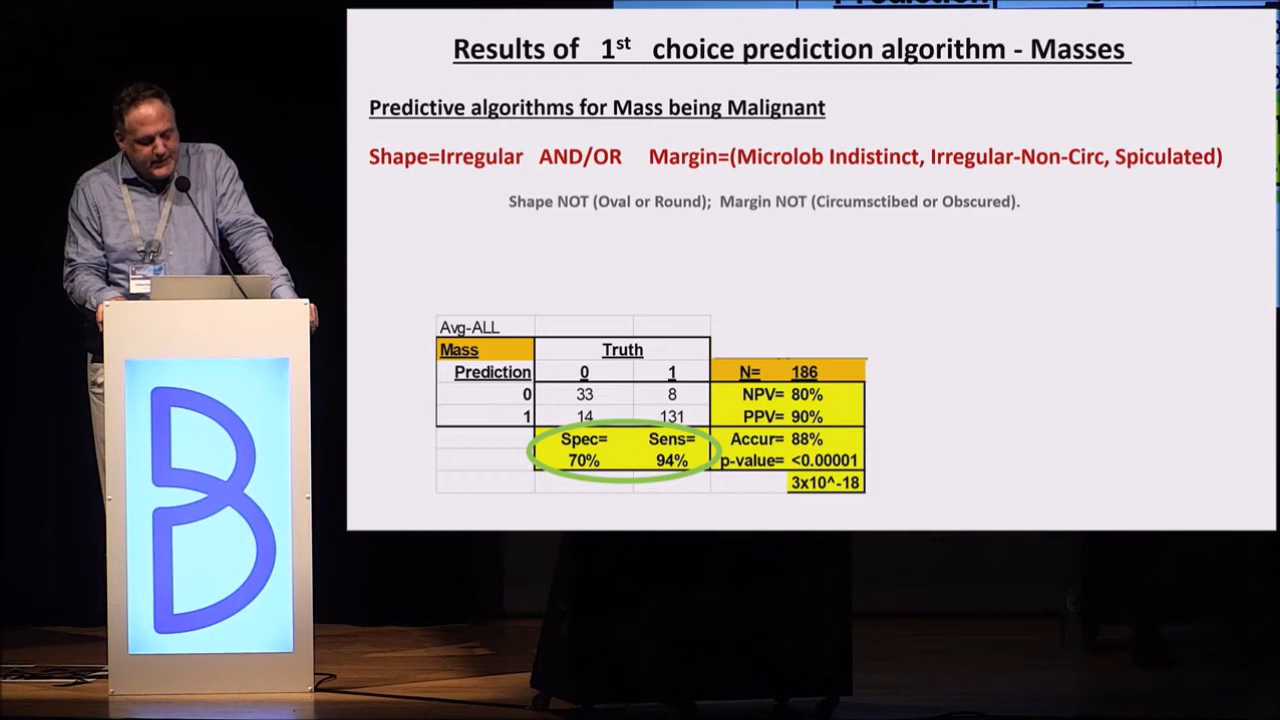 Results of 1st choice prediction algorithm - Masses
Predictive algorithms for Mass being Malignant
Shape=Irregular AND/OR Margin=(Microlob Indistinct, Irregular-Non-Circ, Spiculated)
Shape NOT (Oval or Round); Margin NOT (Circumsctibed or Obscured).
Avg-ALL
Mass Truth
Prediction 0 1 N= 186
0 33 8 NPV= 80%
1 14 131 PPV= 90%
Spec= Sens= Accur= 88%
70% 94% p-value= <0.00001
3x10^-18
B